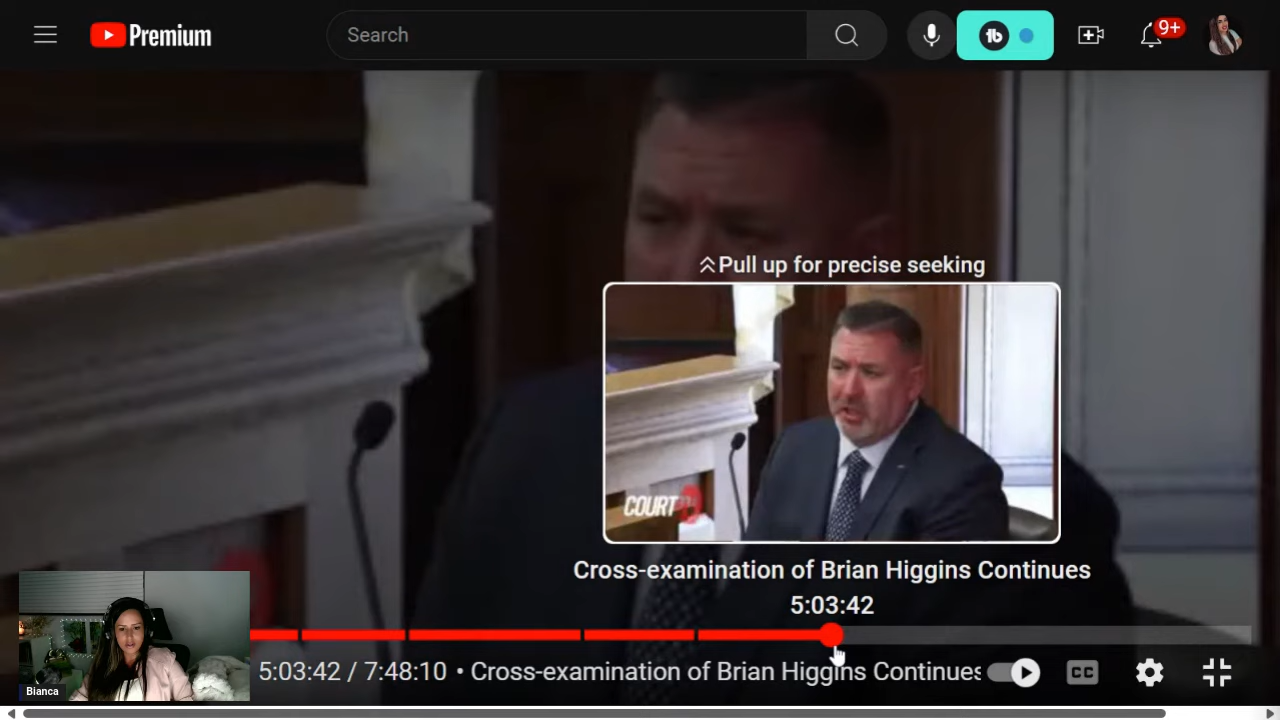 Premium
Search
9+
Pull up for precise seeking
COURT
Cross-examination of Brian Higgins Continues
5:03:42
5:03:42 / 7:48:10 • Cross-examination of Brian Higgins Continues
CC
Bianca